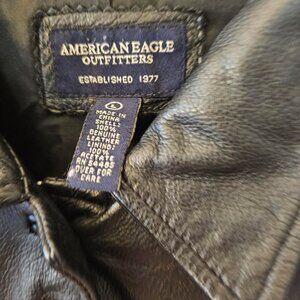 AMERICAN EAGLE
OUTFITTERS
ESTABLISHED 1977
L
MADE IN
CHINA
SHELL:
100%
GENUINE
LEATHER
LINING:
100%
ACETATE
RN 54485
OVER FOR
CARE